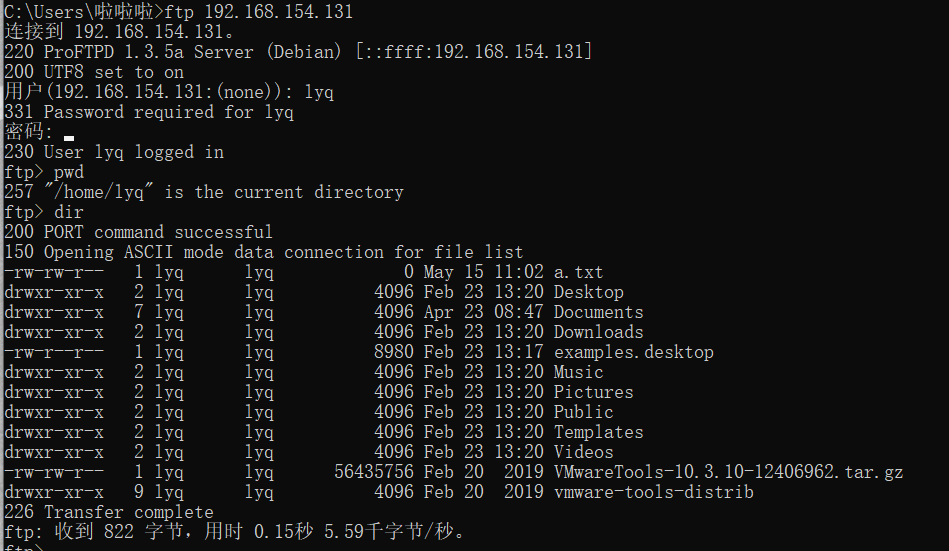 C:\Users\啦啦啦>ftp 192.168.154.131
连接到 192.168.154.131。
220 ProFTPD 1.3.5a Server (Debian) [::ffff:192.168.154.131]
200 UTF8 set to on
用户(192.168.154.131:(none)): lyq
331 Password required for lyq
密码:
230 User lyq logged in
ftp> pwd
257 "/home/lyq" is the current directory
ftp> dir
200 PORT command successful
150 Opening ASCII mode data connection for file list
-rw-rw-r--   1 lyq      lyq             0 May 15 11:02 a.txt
drwxr-xr-x   2 lyq      lyq          4096 Feb 23 13:20 Desktop
drwxr-xr-x   7 lyq      lyq          4096 Apr 23 08:47 Documents
drwxr-xr-x   2 lyq      lyq          4096 Feb 23 13:20 Downloads
-rw-r--r--   1 lyq      lyq          8980 Feb 23 13:17 examples.desktop
drwxr-xr-x   2 lyq      lyq          4096 Feb 23 13:20 Music
drwxr-xr-x   2 lyq      lyq          4096 Feb 23 13:20 Pictures
drwxr-xr-x   2 lyq      lyq          4096 Feb 23 13:20 Public
drwxr-xr-x   2 lyq      lyq          4096 Feb 23 13:20 Templates
drwxr-xr-x   2 lyq      lyq          4096 Feb 23 13:20 Videos
-rw-rw-r--   1 lyq      lyq      56435756 Feb 20  2019 VMwareTools-10.3.10-12406962.tar.gz
drwxr-xr-x   9 lyq      lyq          4096 Feb 20  2019 vmware-tools-distrib
226 Transfer complete
ftp: 收到 822 字节，用时 0.15秒 5.59千字节/秒。
ftp>